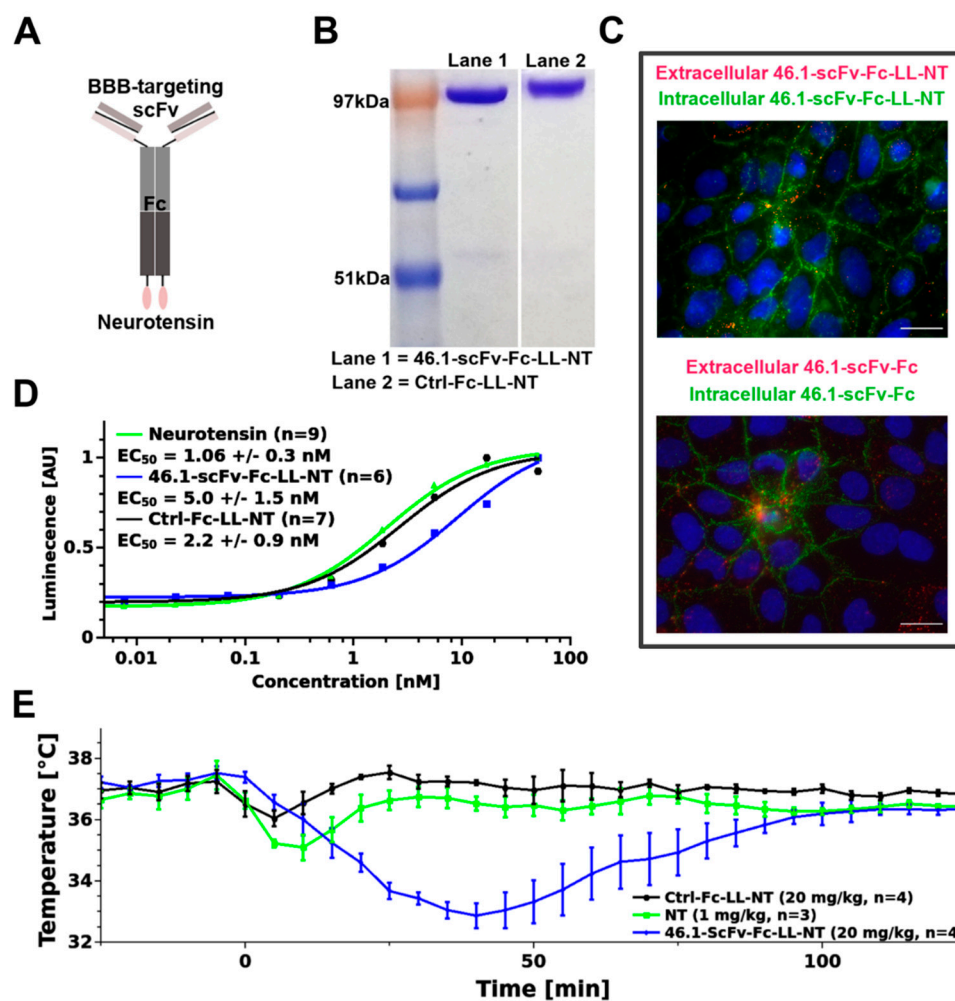 A
BBB-targeting
scFv
Fc
Neurotensin
B
Lane 1 Lane 2
97kDa
51kDa
Lane 1 = 46.1-scFv-Fc-LL-NT
Lane 2 = Ctrl-Fc-LL-NT
C
Extracellular 46.1-scFv-Fc-LL-NT
Intracellular 46.1-scFv-Fc-LL-NT
Extracellular 46.1-scFv-Fc
Intracellular 46.1-scFv-Fc
D
Neurotensin (n=9)
EC50 = 1.06 +/- 0.3 nM
46.1-scFv-Fc-LL-NT (n=6)
EC50 = 5.0 +/- 1.5 nM
Ctrl-Fc-LL-NT (n=7)
EC50 = 2.2 +/- 0.9 nM
Luminecece [AU]
1
0.5
0
0.01 0.1 1 10 100
Concentration [nM]
E
Temperature [°C]
38
36
34
32
Ctrl-Fc-LL-NT (20 mg/kg, n=4)
NT (1 mg/kg, n=3)
46.1-ScFv-Fc-LL-NT (20 mg/kg, n=4
0 50 100
Time [min]